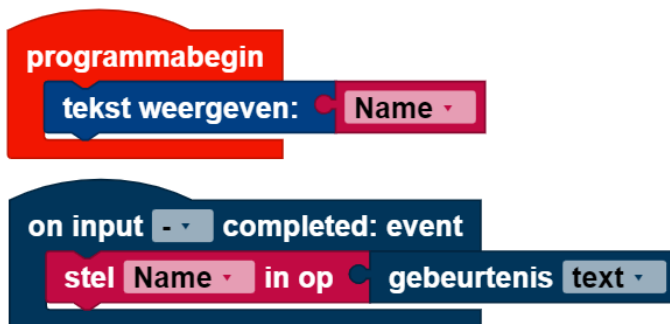 programmabegin
tekst weergeven: Name
on input - completed: event
stel Name in op gebeurtenis text